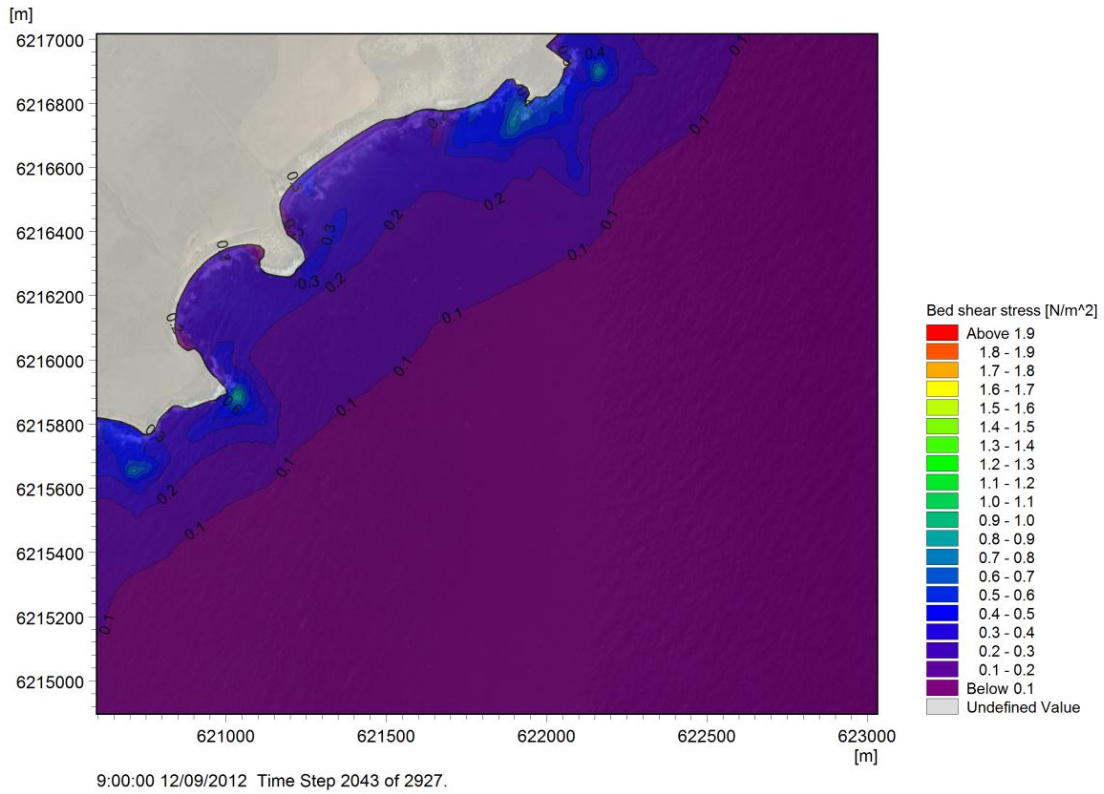 [m]
6217000
6216800
6216600
6216400
6216200
6216000
6215800
6215600
6215400
6215200
6215000
621000
621500
622000
622500
623000
[m]
0.4
0.1
0.1
0.2
0.2
0.1
0.1
0.3
0.3
0.2
0.1
0.1
0.1
0.1
0.3
0.2
0.1
0.1
Bed shear stress [N/m^2]
Above 1.9
1.8 - 1.9
1.7 - 1.8
1.6 - 1.7
1.5 - 1.6
1.4 - 1.5
1.3 - 1.4
1.2 - 1.3
1.1 - 1.2
1.0 - 1.1
0.9 - 1.0
0.8 - 0.9
0.7 - 0.8
0.6 - 0.7
0.5 - 0.6
0.4 - 0.5
0.3 - 0.4
0.2 - 0.3
0.1 - 0.2
Below 0.1
Undefined Value
9:00:00 12/09/2012 Time Step 2043 of 2927.